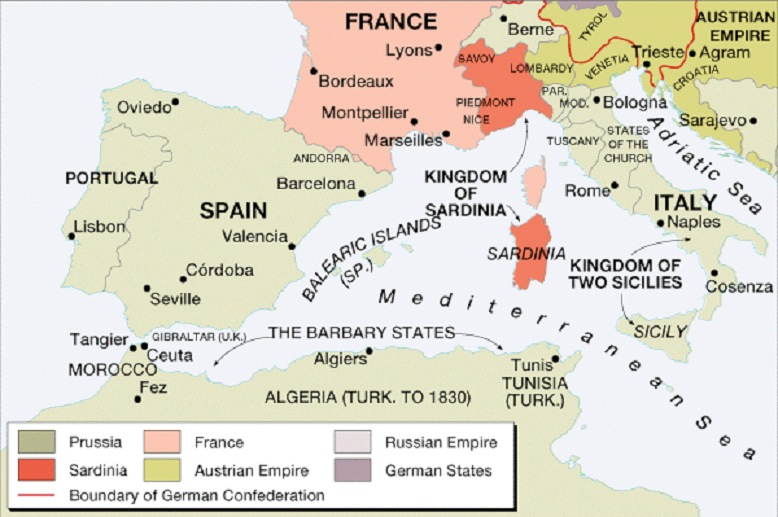 FRANCE
AUSTRIAN
EMPIRE
TYROL
Berne
Lyons
SAVOY
LOMBARDY
VENETIA
Trieste
Agram
CROATIA
Bordeaux
PIEDMONT
NICE
PAR.
MOD.
Bologna
Oviedo
Montpellier
Marseilles
Sarajevo
TUSCANY
STATES
OF THE
CHURCH
Adriatic Sea
ANDORRA
PORTUGAL
Barcelona
KINGDOM
OF
SARDINIA
Rome
ITALY
SPAIN
Naples
Lisbon
Valencia
BALEARIC ISLANDS
(SP.)
SARDINIA
KINGDOM OF
TWO SICILIES
Cosenza
Córdoba
Seville
Mediterranean Sea
SICILY
Tangier
GIBRALTAR (U.K.)
THE BARBARY STATES
Ceuta
MOROCCO
Fez
Algiers
Tunis
TUNISIA
(TURK.)
ALGERIA (TURK. TO 1830)
Prussia
France
Russian Empire
Sardinia
Austrian Empire
German States
Boundary of German Confederation